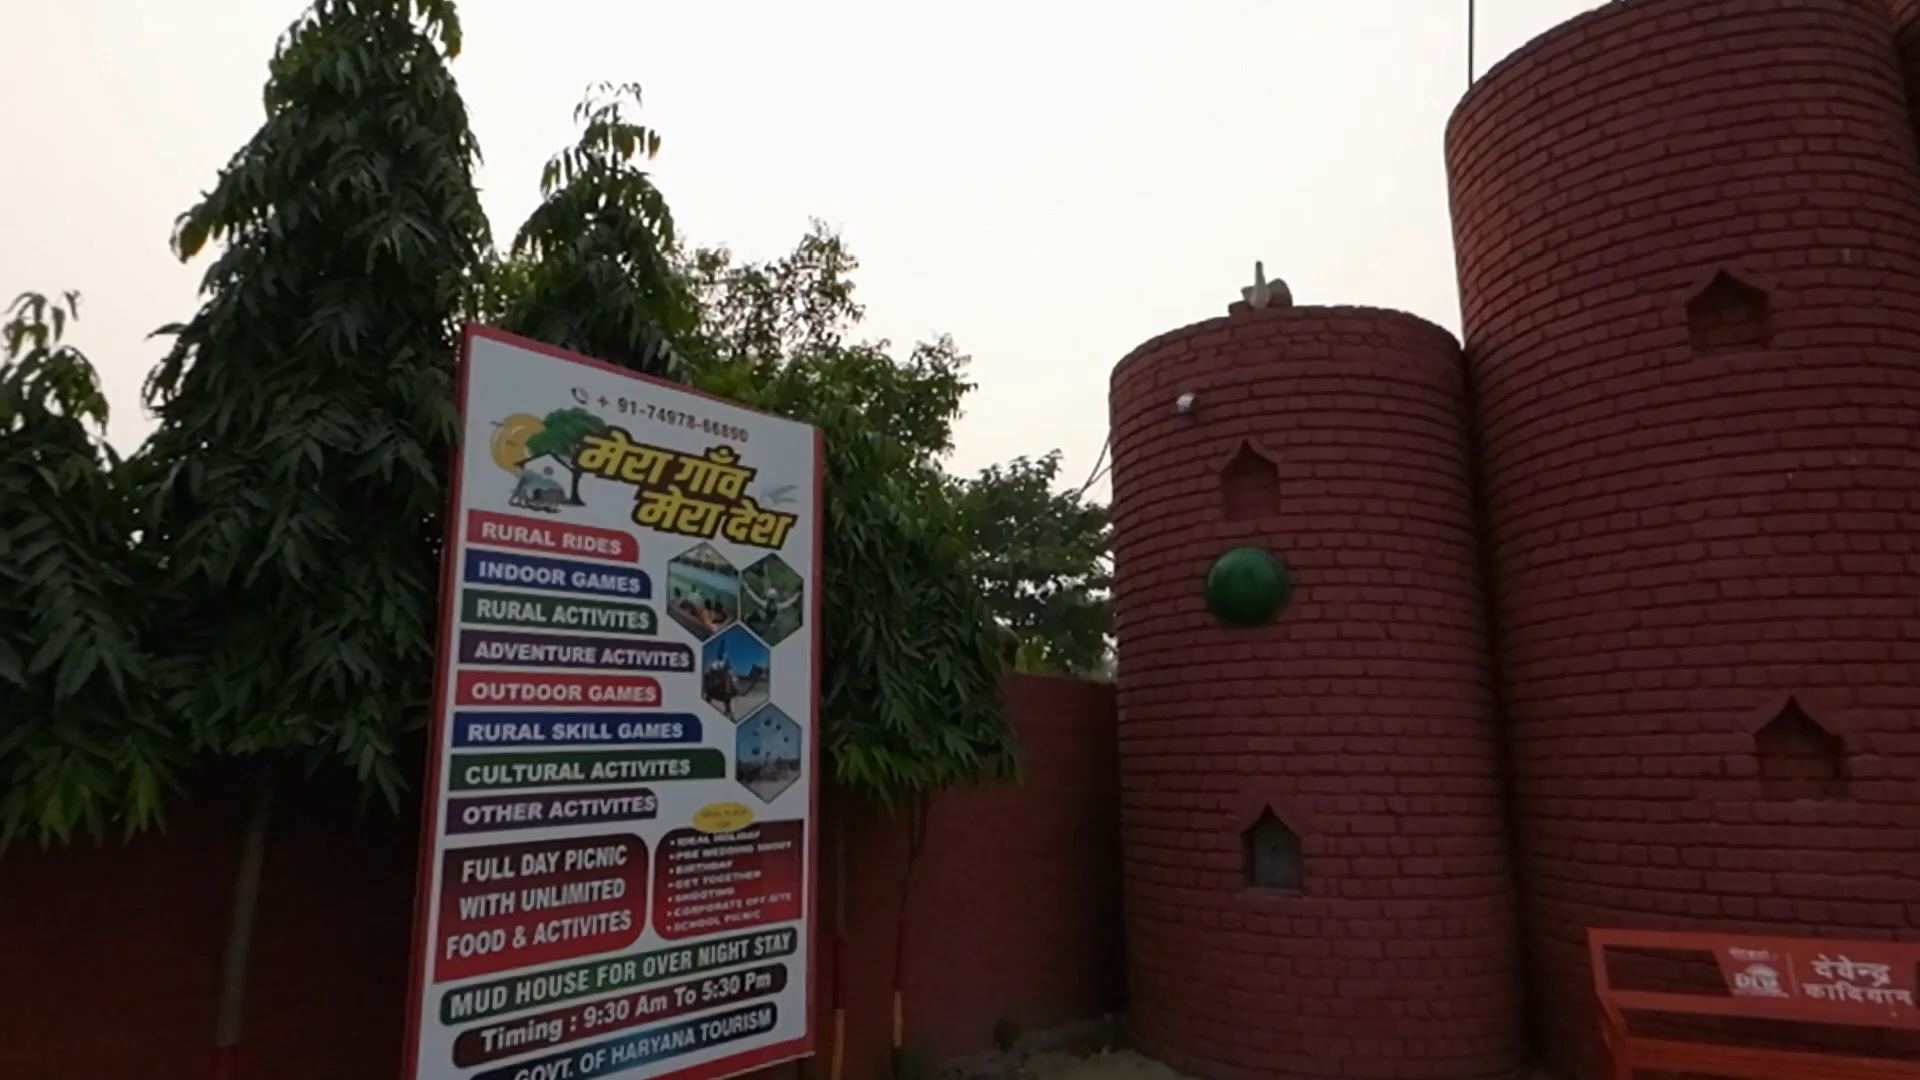 + 91-74978-66890
मेरा गाँव
मेरा देश
RURAL RIDES
INDOOR GAMES
RURAL ACTIVITES
ADVENTURE ACTIVITES
OUTDOOR GAMES
RURAL SKILL GAMES
CULTURAL ACTIVITES
OTHER ACTIVITES
FULL DAY PICNIC
WITH UNLIMITED
FOOD & ACTIVITES
• IDEAL HOLIDAY
• PRE WEDDING SHOOT
• BIRTHDAY
• GET TOGETHER
• SHOOTING
• CORPORATE OFF SITE
• SCHOOL PICNIC
MUD HOUSE FOR OVER NIGHT STAY
Timing : 9:30 Am To 5:30 Pm
GOVT. OF HARYANA TOURISM
देवेन्द्र
कादियान